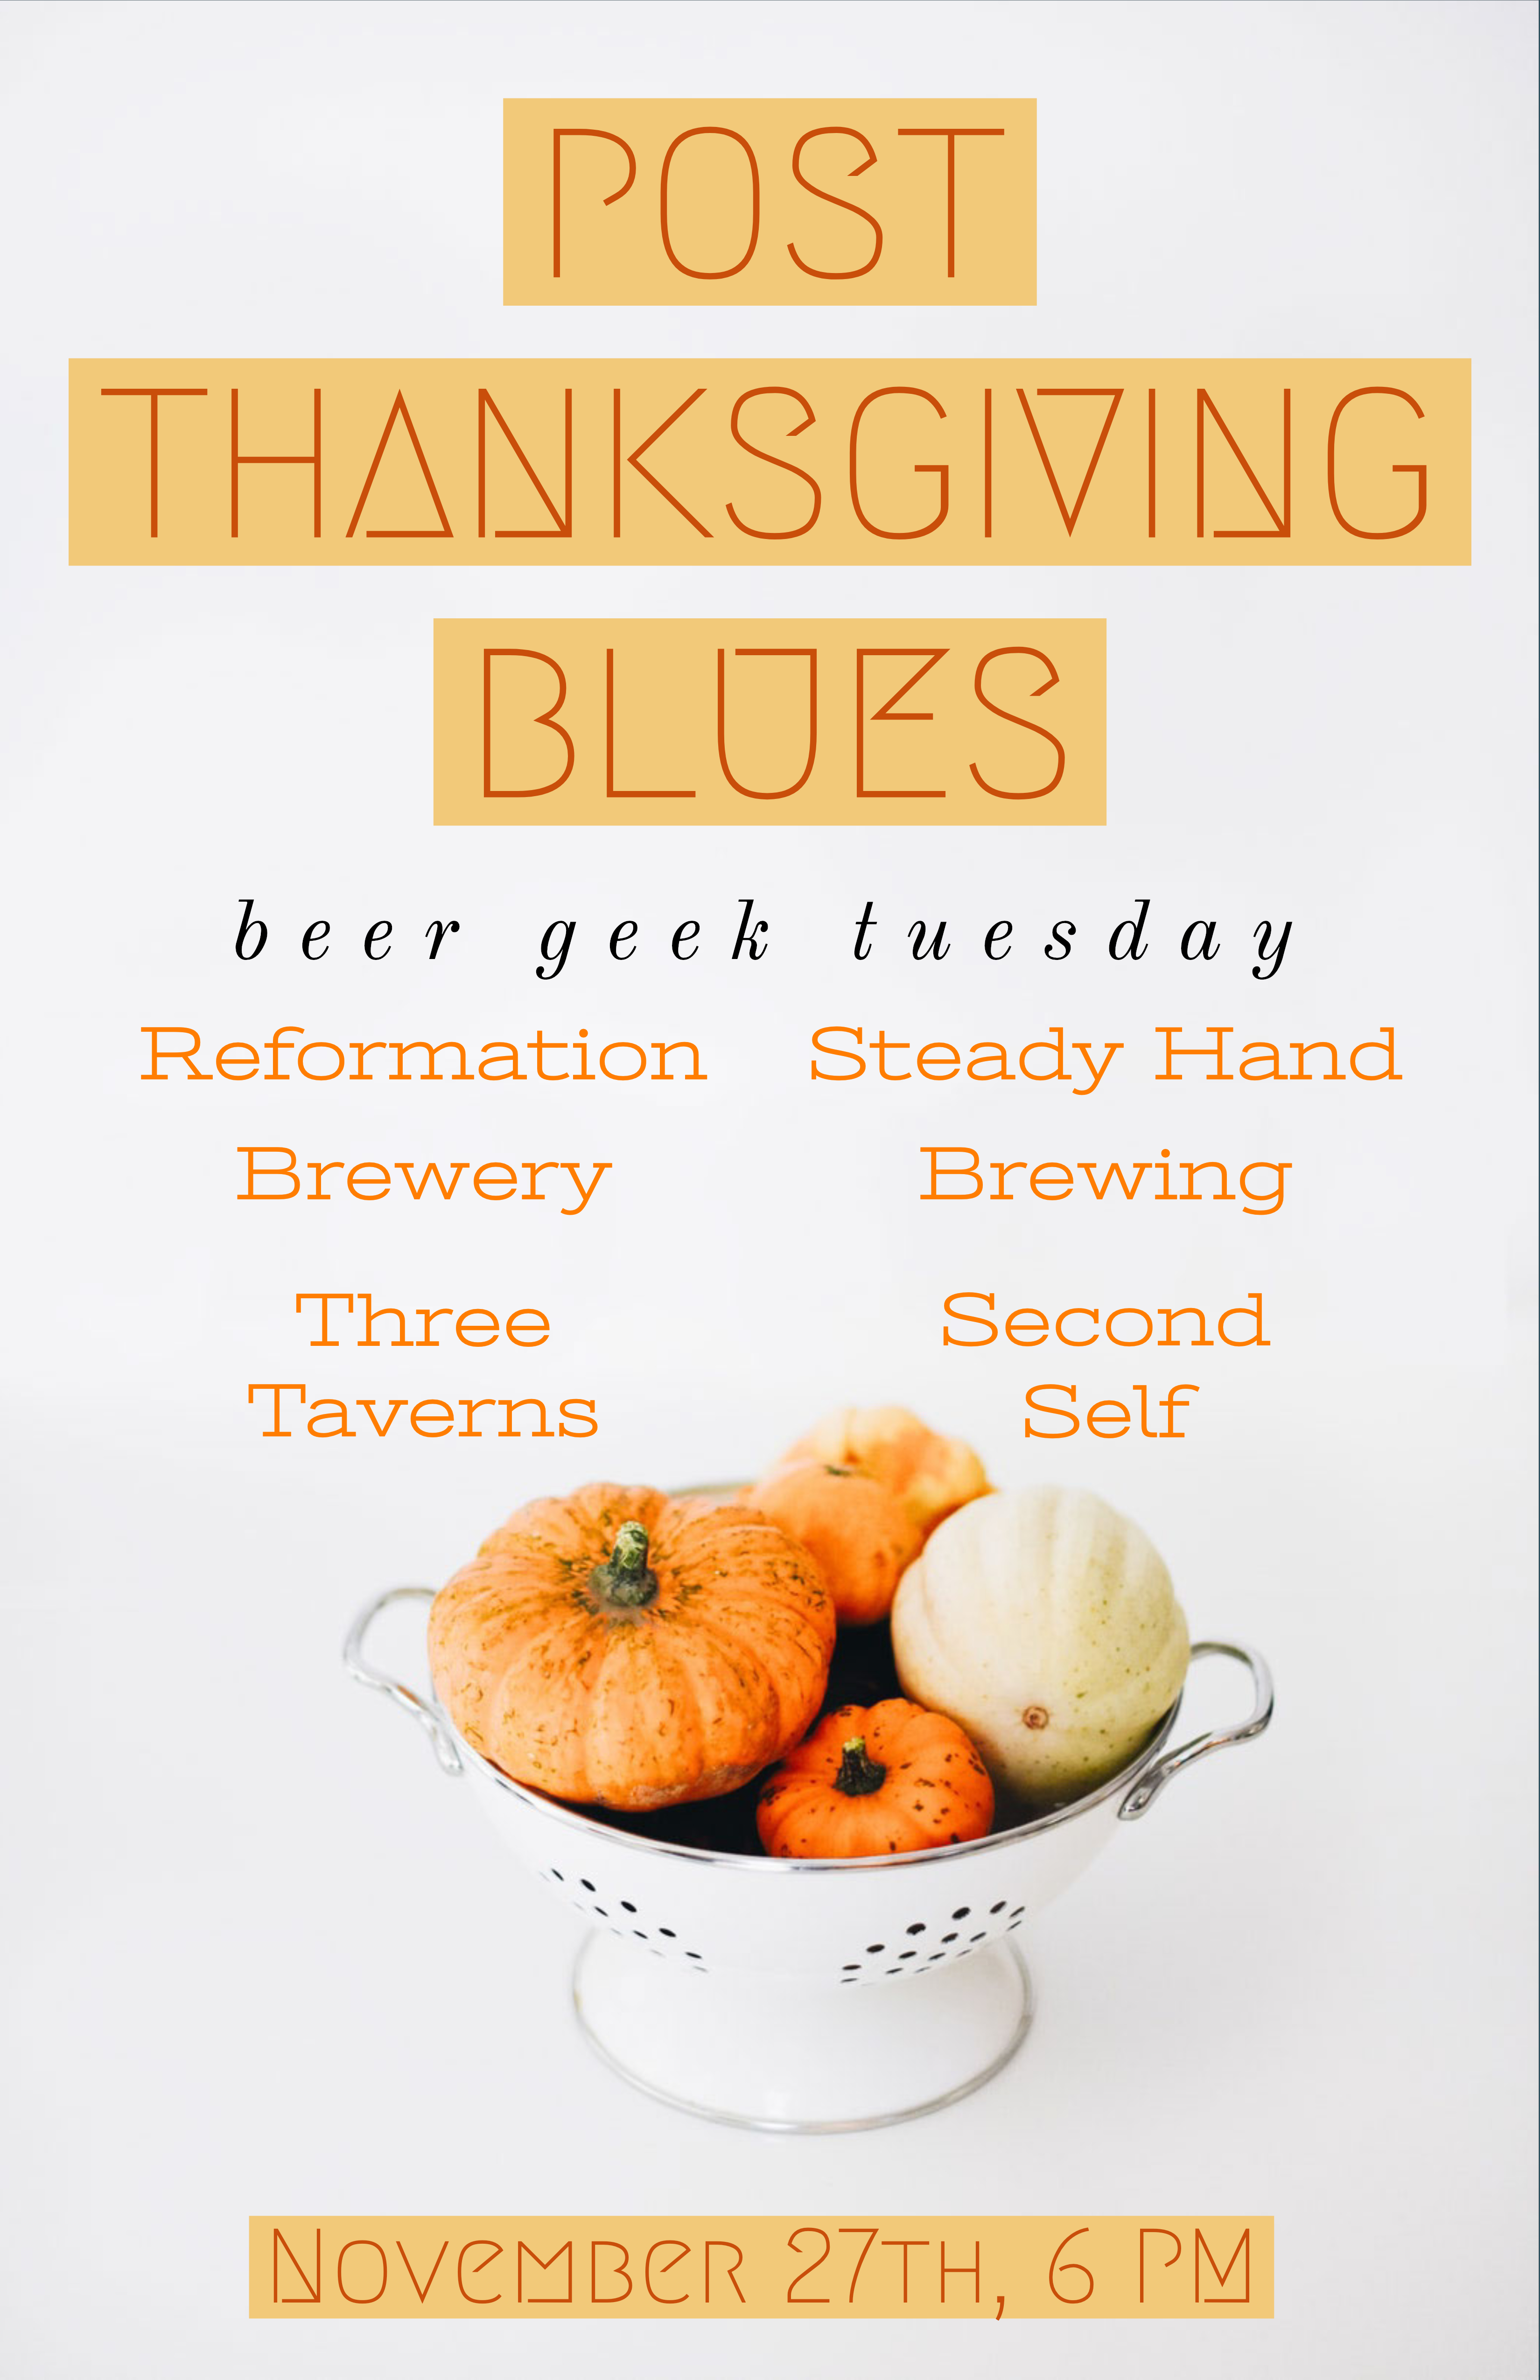 POST
THANKSGIVING
BLUES
beer geek tuesday
Reformation
Brewery
Steady Hand
Brewing
Three
Taverns
Second
Self
November 27th, 6 PM